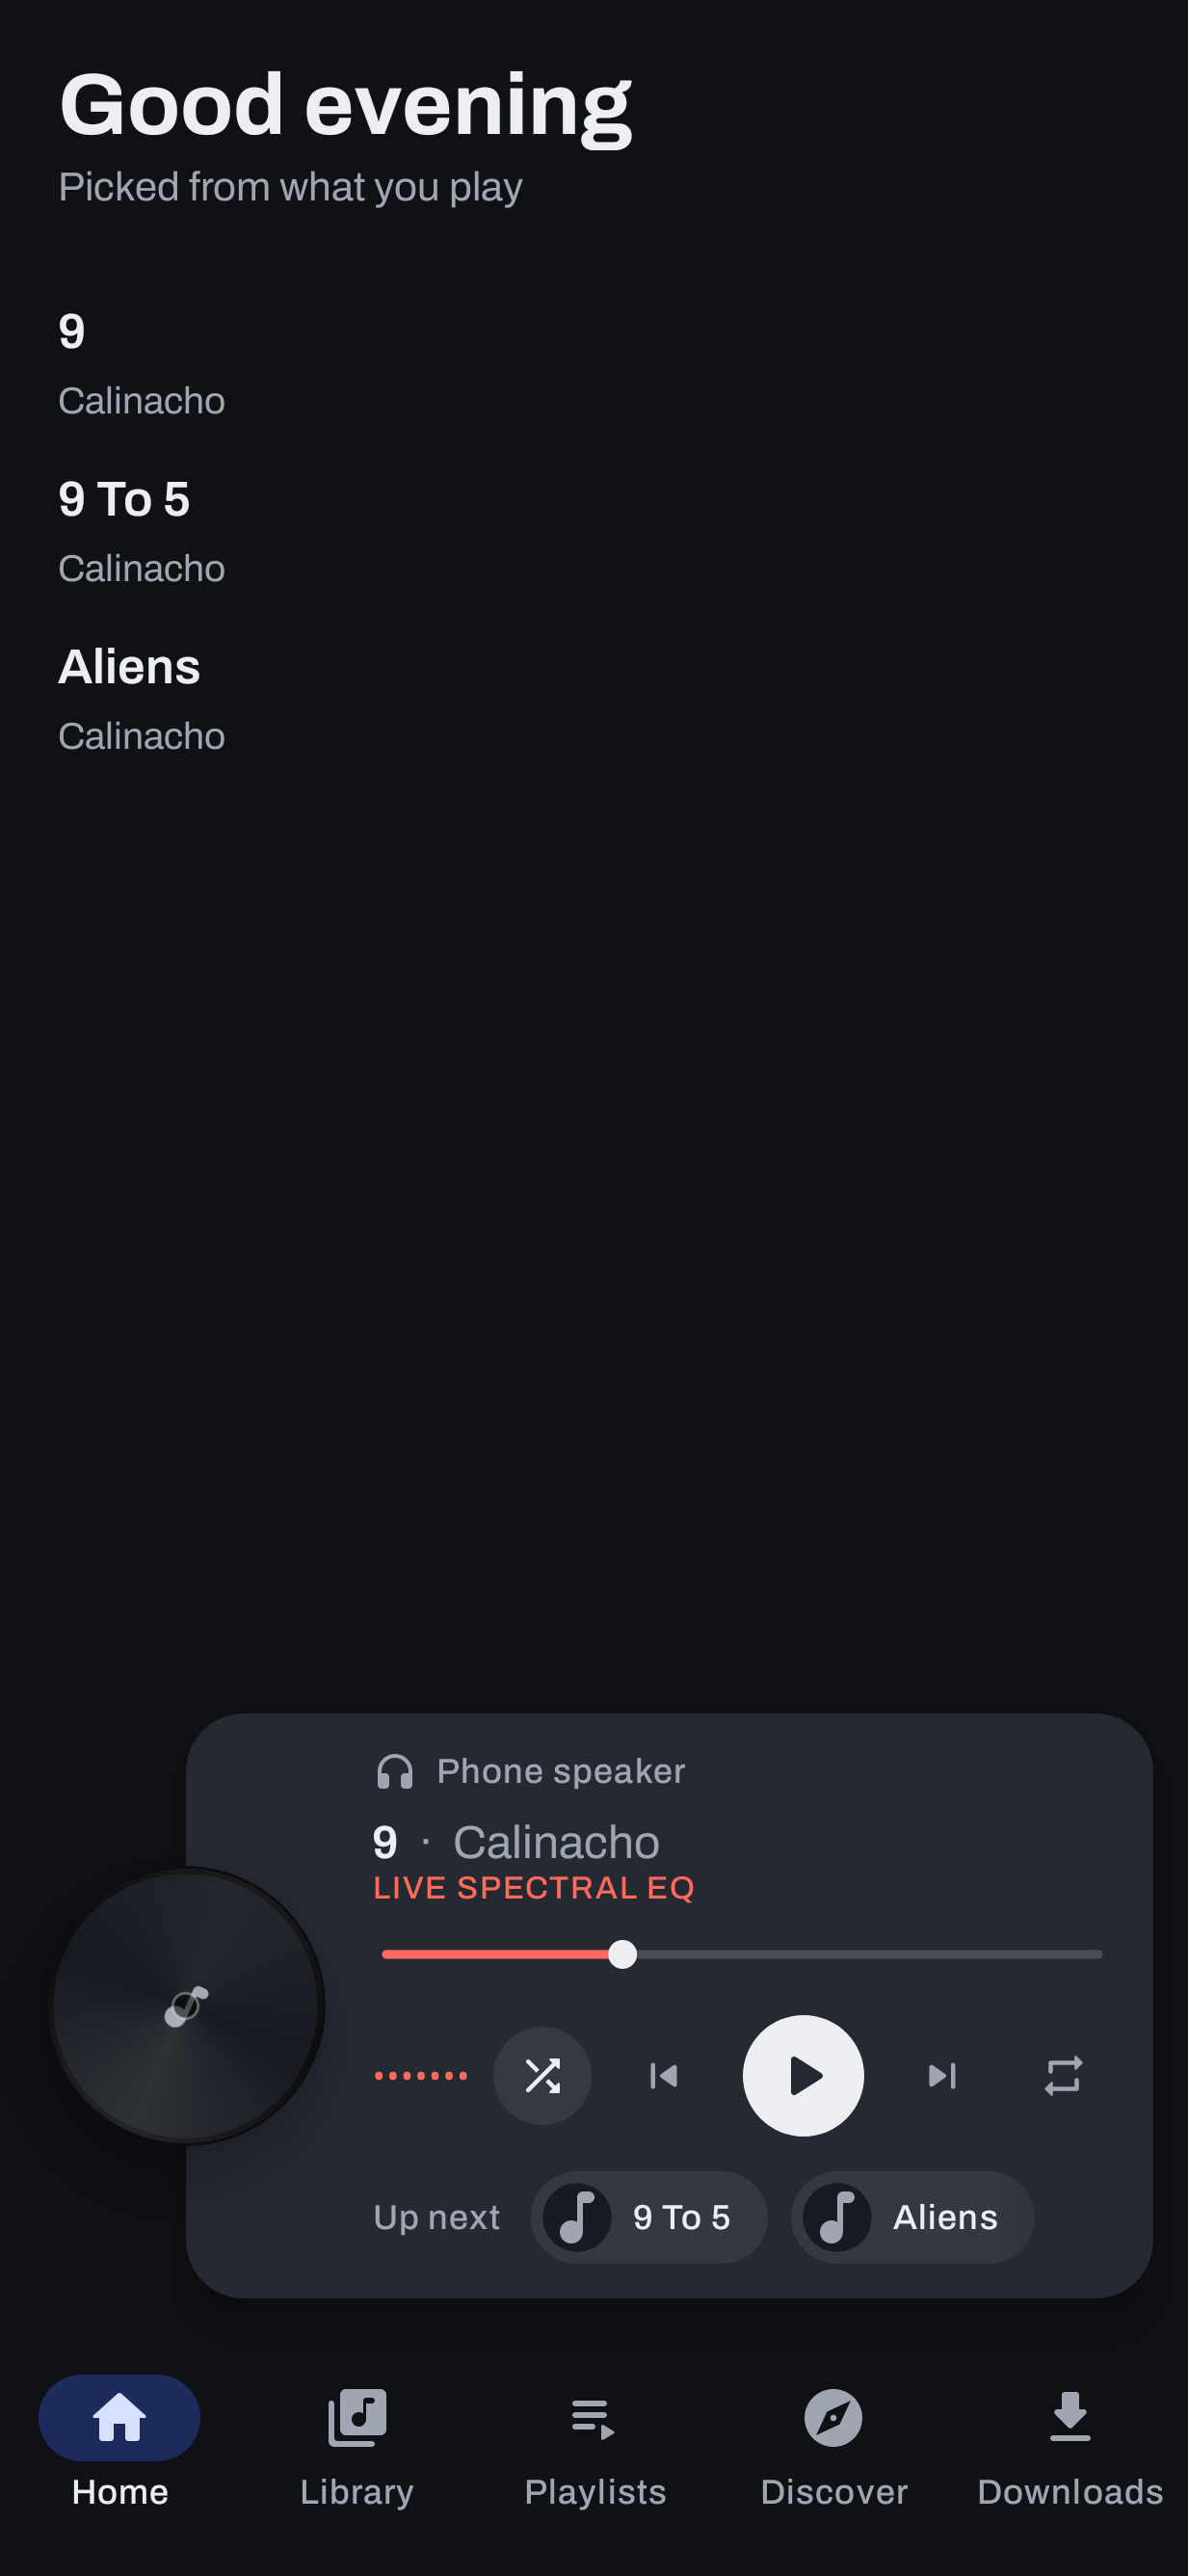 Good evening
Picked from what you play
9
Calinacho
9 To 5
Calinacho
Aliens
Calinacho
Phone speaker
9 · Calinacho
LIVE SPECTRAL EQ
Up next 9 To 5 Aliens
Home Library Playlists Discover Downloads